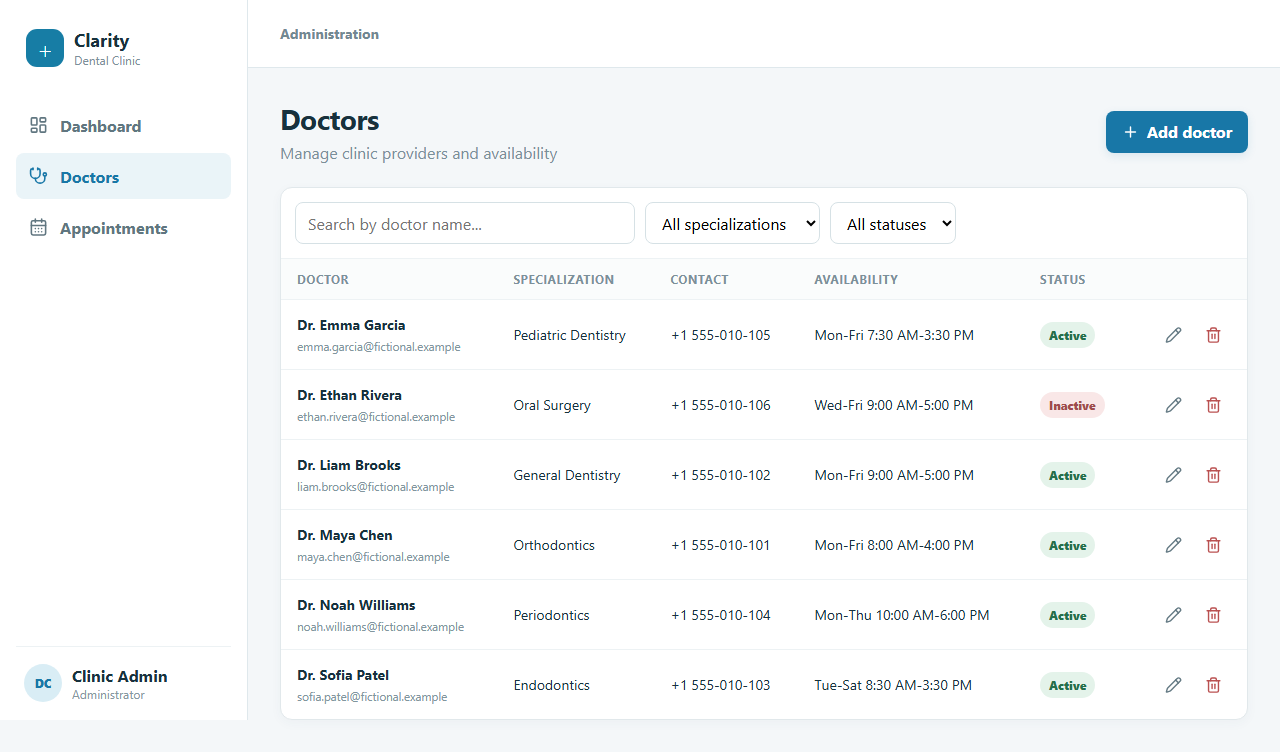 Clarity
Dental Clinic
Dashboard
Doctors
Appointments
DC
Clinic Admin
Administrator
Administration
Doctors
Manage clinic providers and availability
+ Add doctor
Search by doctor name...
All specializations
All statuses
DOCTOR SPECIALIZATION CONTACT AVAILABILITY STATUS
Dr. Emma Garcia
emma.garcia@fictional.example
Pediatric Dentistry +1 555-010-105 Mon-Fri 7:30 AM-3:30 PM Active
Dr. Ethan Rivera
ethan.rivera@fictional.example
Oral Surgery +1 555-010-106 Wed-Fri 9:00 AM-5:00 PM Inactive
Dr. Liam Brooks
liam.brooks@fictional.example
General Dentistry +1 555-010-102 Mon-Fri 9:00 AM-5:00 PM Active
Dr. Maya Chen
maya.chen@fictional.example
Orthodontics +1 555-010-101 Mon-Fri 8:00 AM-4:00 PM Active
Dr. Noah Williams
noah.williams@fictional.example
Periodontics +1 555-010-104 Mon-Thu 10:00 AM-6:00 PM Active
Dr. Sofia Patel
sofia.patel@fictional.example
Endodontics +1 555-010-103 Tue-Sat 8:30 AM-3:30 PM Active